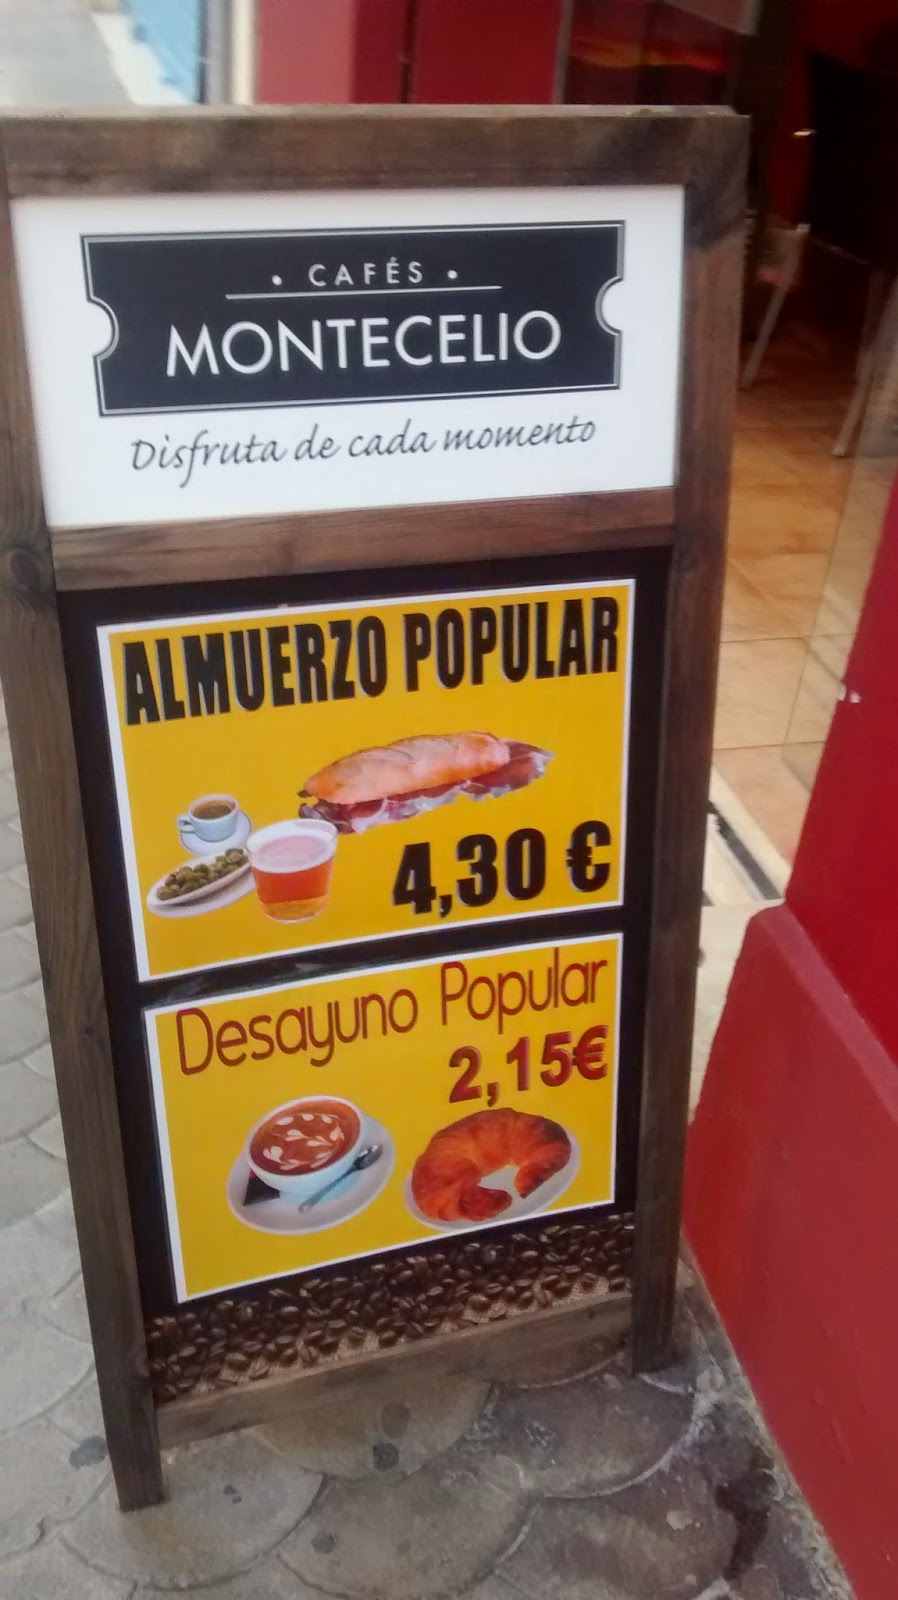 • CAFÉS •
MONTECELIO
Disfruta de cada momento
ALMUERZO POPULAR
4,30 €
Desayuno Popular
2,15€